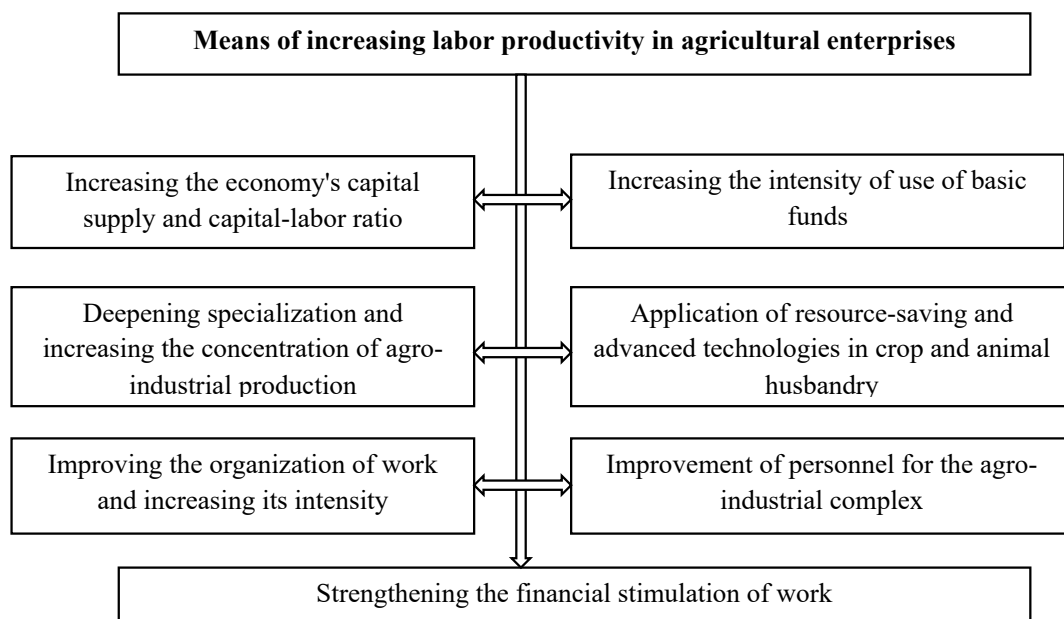 Means of increasing labor productivity in agricultural enterprises
Increasing the economy's capital
supply and capital-labor ratio
Increasing the intensity of use of basic
funds
Deepening specialization and
increasing the concentration of agro-
industrial production
Application of resource-saving and
advanced technologies in crop and animal
husbandry
Improving the organization of work
and increasing its intensity
Improvement of personnel for the agro-
industrial complex
Strengthening the financial stimulation of work